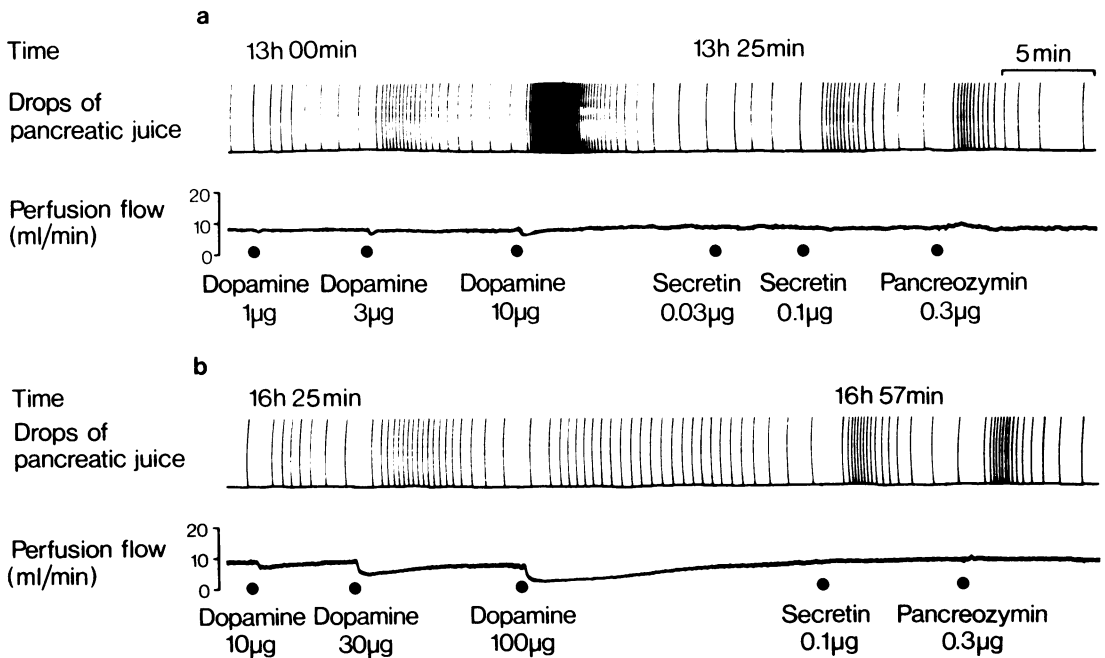 a
Time 13h 00min 13h 25min 5min
Drops of
pancreatic juice
Perfusion flow
(ml/min)
20
10
0
Dopamine Dopamine Dopamine Secretin Secretin Pancreozymin
1µg 3µg 10µg 0.03µg 0.1µg 0.3µg
b
Time 16h 25min 16h 57min
Drops of
pancreatic juice
Perfusion flow
(ml/min)
20
10
0
Dopamine Dopamine Dopamine Secretin Pancreozymin
10µg 30µg 100µg 0.1µg 0.3µg